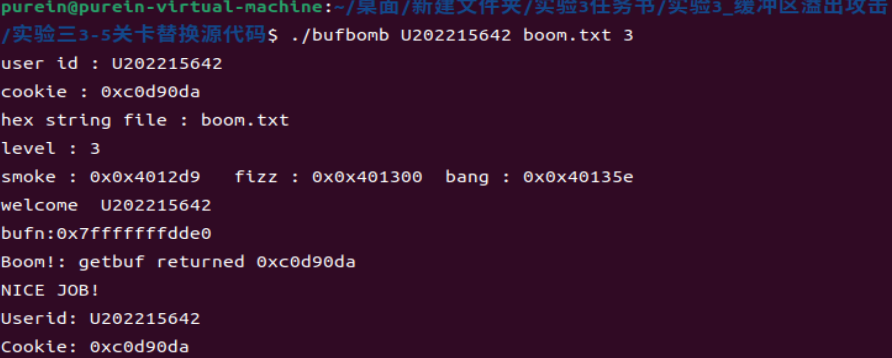 purein@purein-virtual-machine:~/桌面/新建文件夹/实验3任务书/实验3_缓冲区溢出攻击
/实验三3-5关卡替换源代码$ ./bufbomb U202215642 boom.txt 3
user id : U202215642
cookie : 0xc0d90da
hex string file : boom.txt
level : 3
smoke : 0x0x4012d9   fizz : 0x0x401300  bang : 0x0x40135e
welcome  U202215642
bufn:0x7fffffffdde0
Boom!: getbuf returned 0xc0d90da
NICE JOB!
Userid: U202215642
Cookie: 0xc0d90da